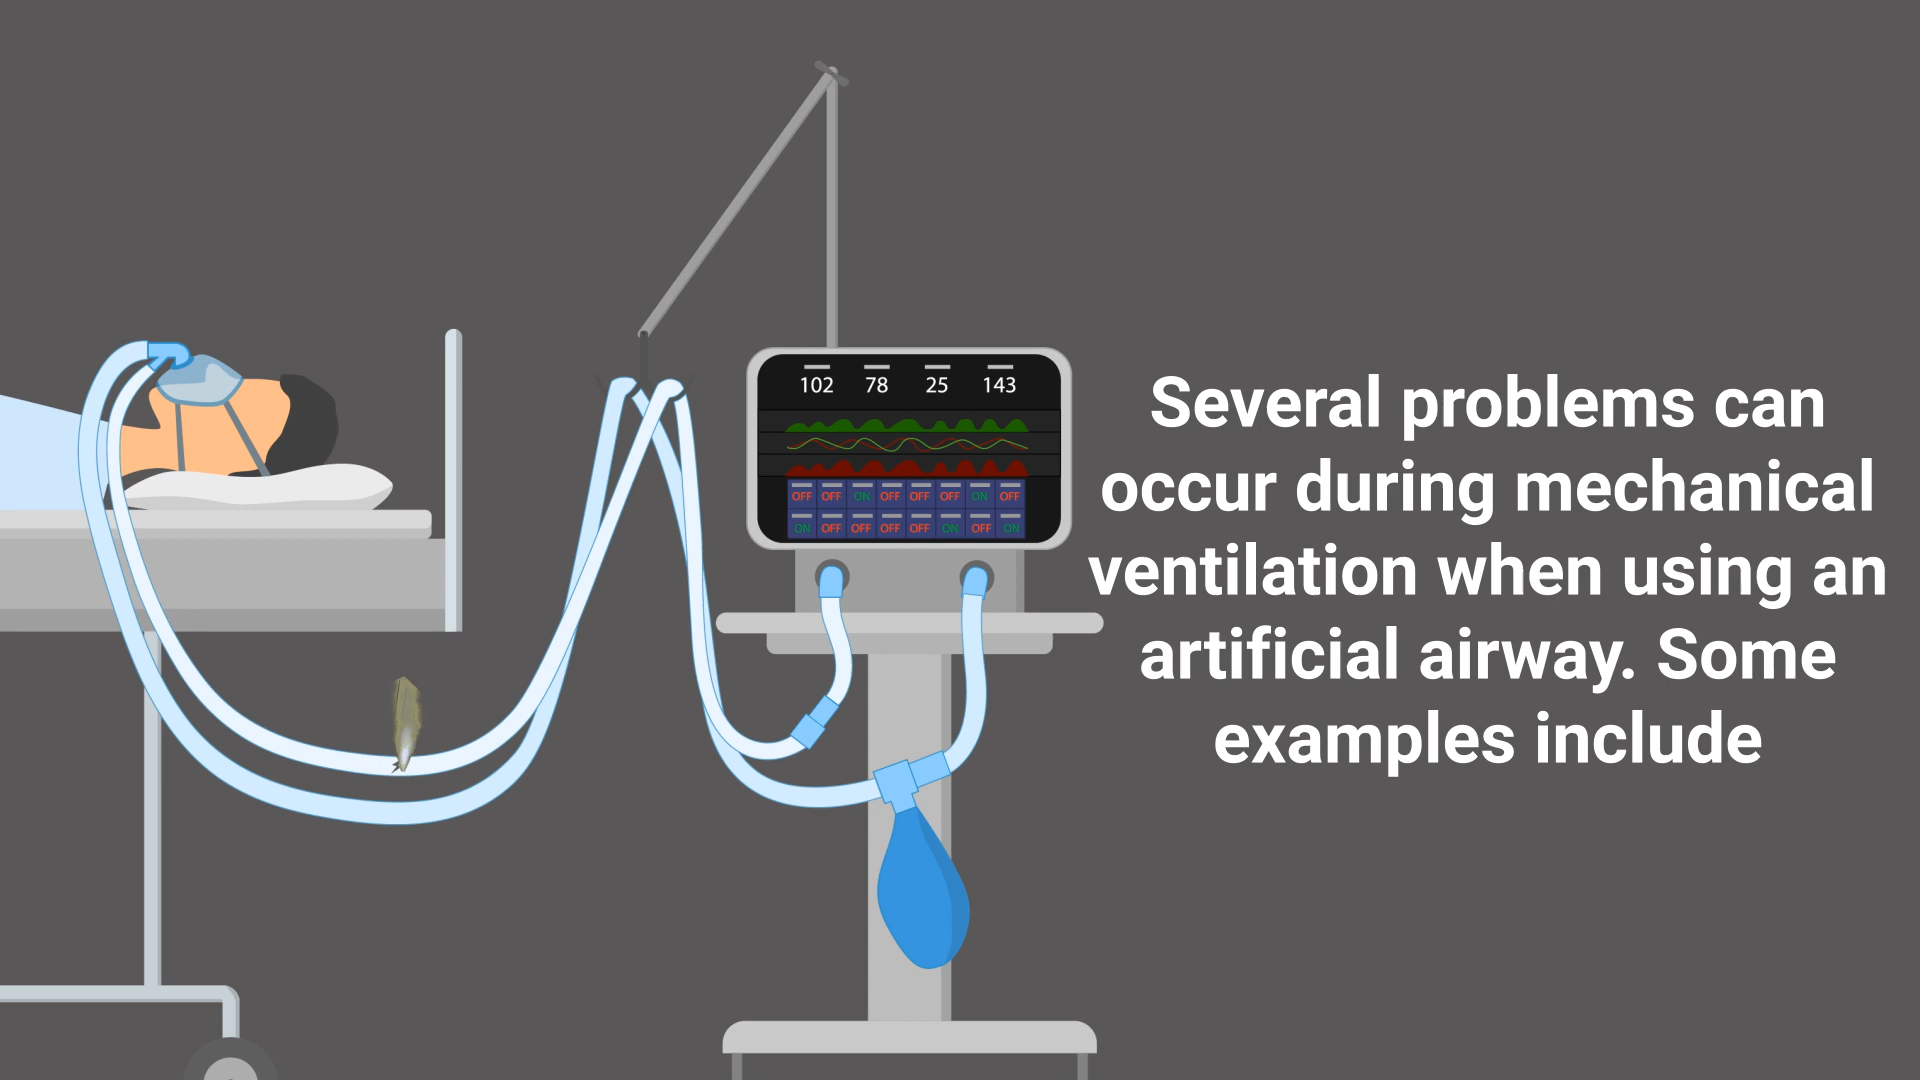 102 78 25 143
OFF OFF ON OFF OFF OFF ON OFF
ON OFF OFF OFF OFF ON OFF ON
Several problems can
occur during mechanical
ventilation when using an
artificial airway. Some
examples include